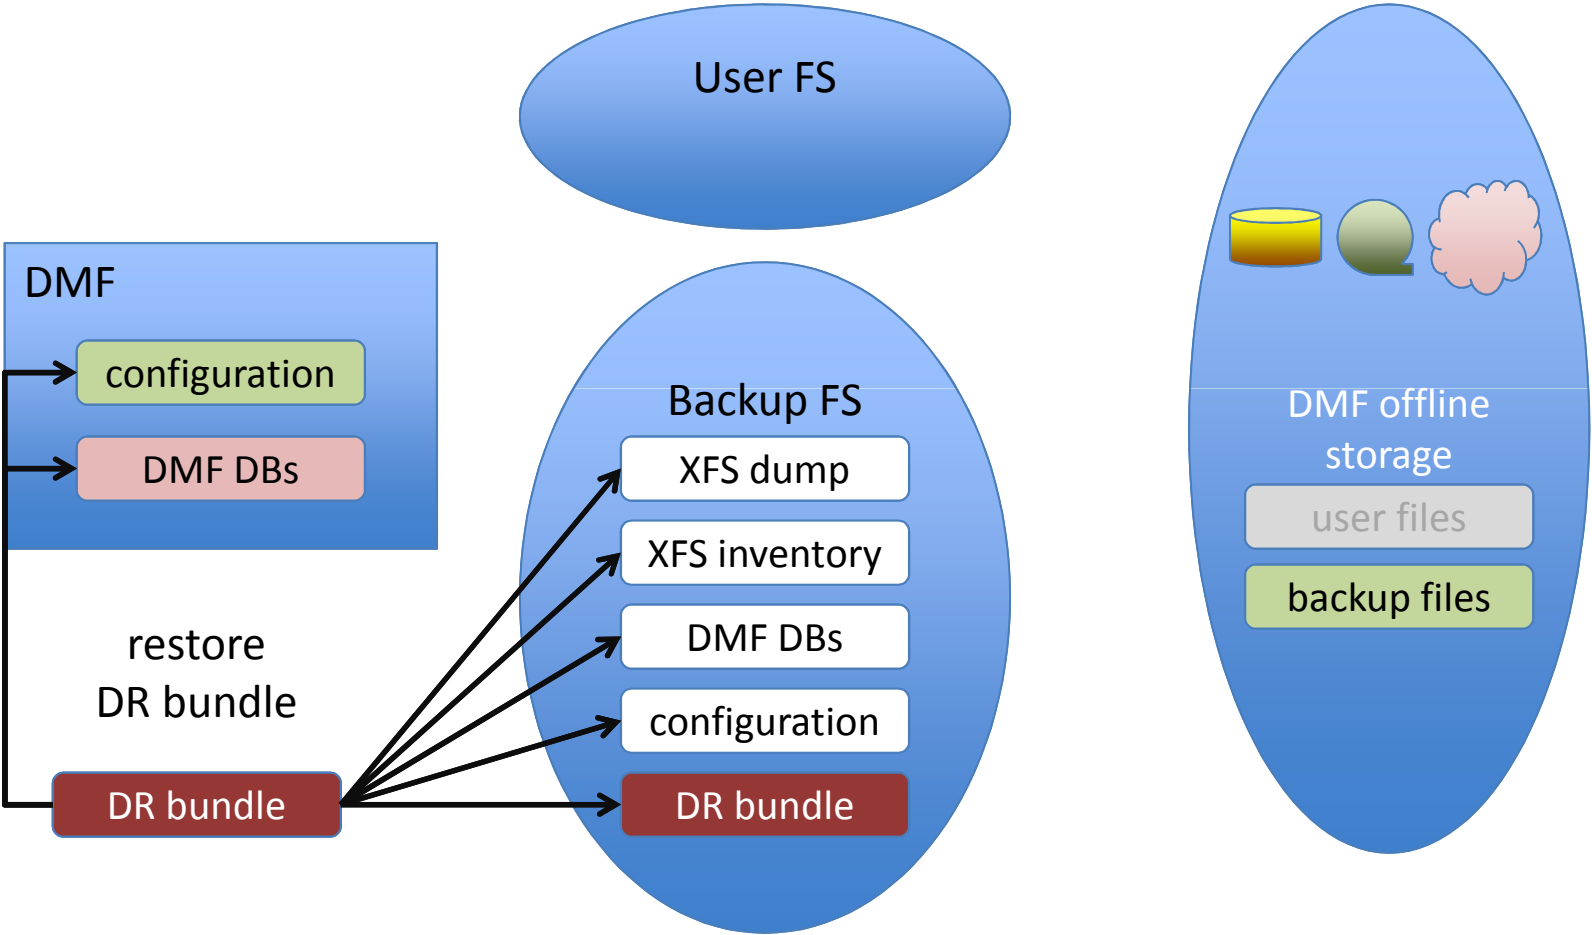 User FS
DMF
configuration
DMF DBs
restore
DR bundle
DR bundle
Backup FS
XFS dump
XFS inventory
DMF DBs
configuration
DR bundle
DMF offline
storage
user files
backup files